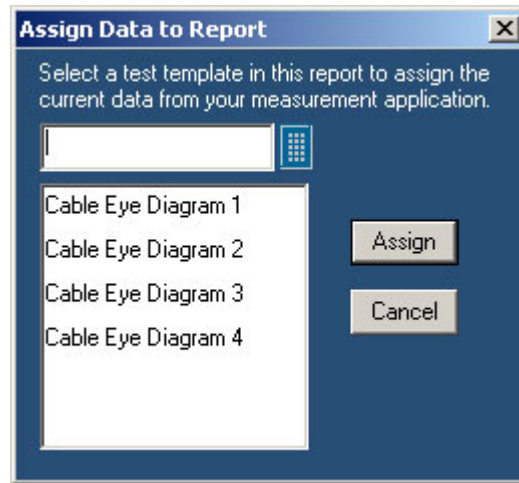 Assign Data to Report
Select a test template in this report to assign the
current data from your measurement application.
Cable Eye Diagram 1
Cable Eye Diagram 2
Cable Eye Diagram 3
Cable Eye Diagram 4
Assign
Cancel